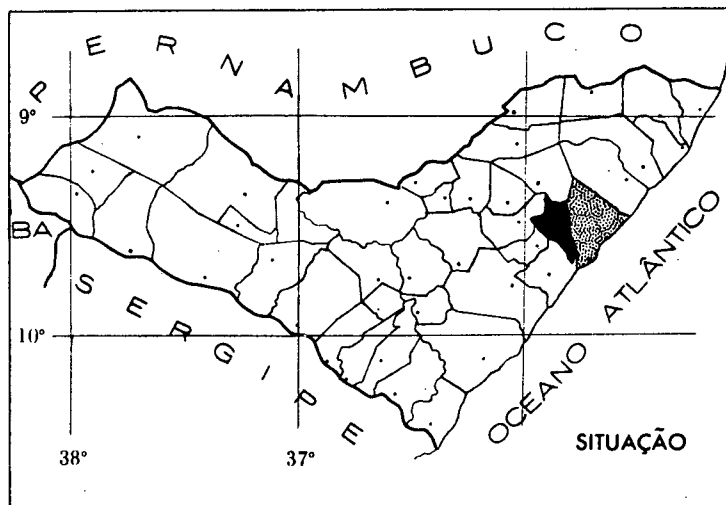 PERNAMBUCO
9°
BA
SERGIPE
OCEANO ATLÂNTICO
10°
SITUAÇÃO
38°
37°